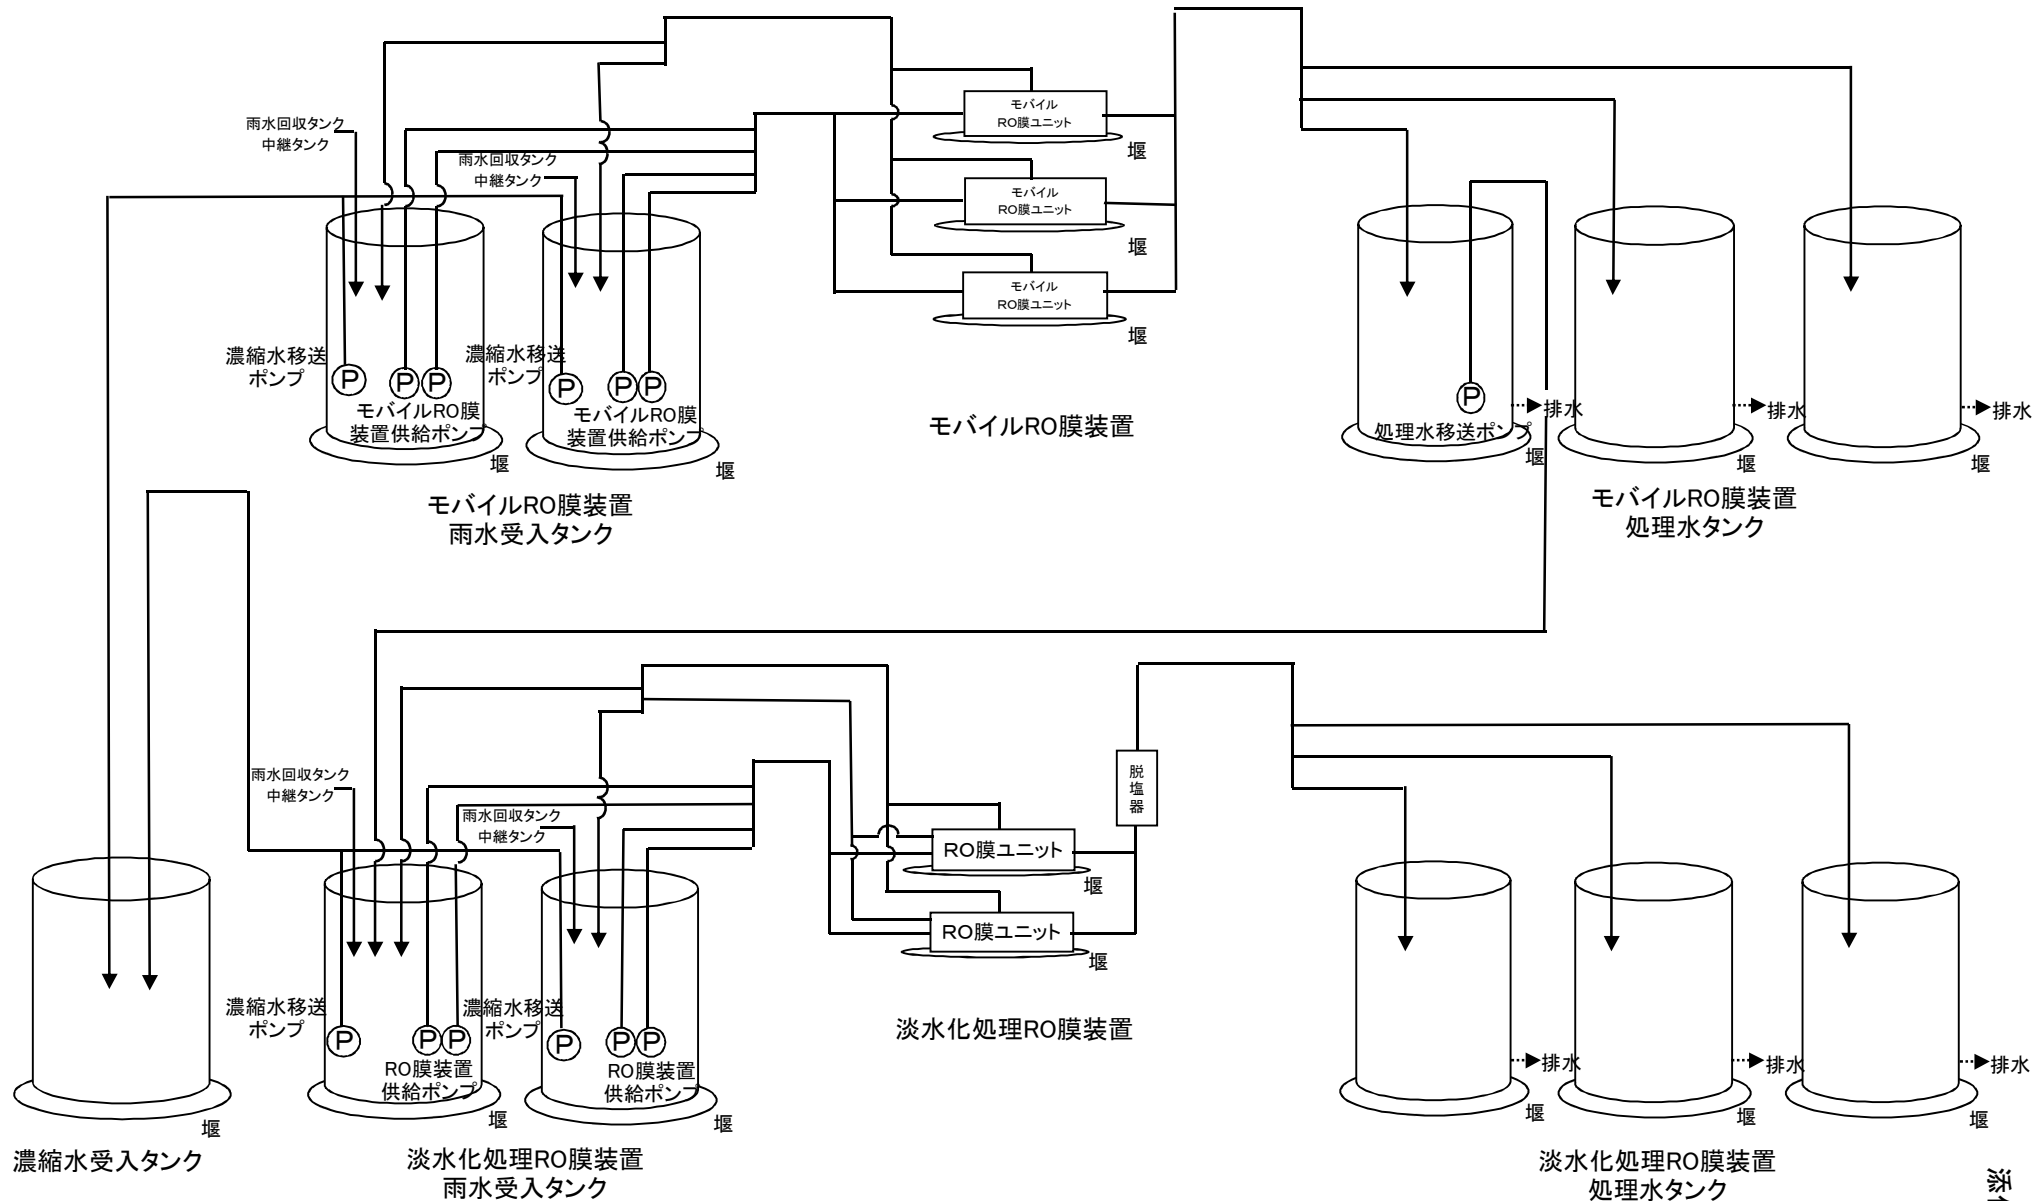 雨水回収タンク
中継タンク
雨水回収タンク
中継タンク
モバイル
RO膜ユニット
堰
モバイル
RO膜ユニット
堰
モバイル
RO膜ユニット
堰
濃縮水移送
ポンプ
P
P
P
モバイルRO膜
装置供給ポンプ
堰
濃縮水移送
ポンプ
P
P
P
モバイルRO膜
装置供給ポンプ
堰
モバイルRO膜装置
雨水受入タンク
モバイルRO膜装置
P
処理水移送ポンプ
排水
堰
排水
堰
排水
堰
モバイルRO膜装置
処理水タンク
雨水回収タンク
中継タンク
雨水回収タンク
中継タンク
脱
塩
器
RO膜ユニット
堰
RO膜ユニット
堰
淡水化処理RO膜装置
堰
濃縮水受入タンク
濃縮水移送
ポンプ
P
P
P
RO膜装置
供給ポンプ
堰
濃縮水移送
ポンプ
P
P
P
RO膜装置
供給ポンプ
堰
淡水化処理RO膜装置
雨水受入タンク
排水
堰
排水
堰
排水
堰
淡水化処理RO膜装置
処理水タンク